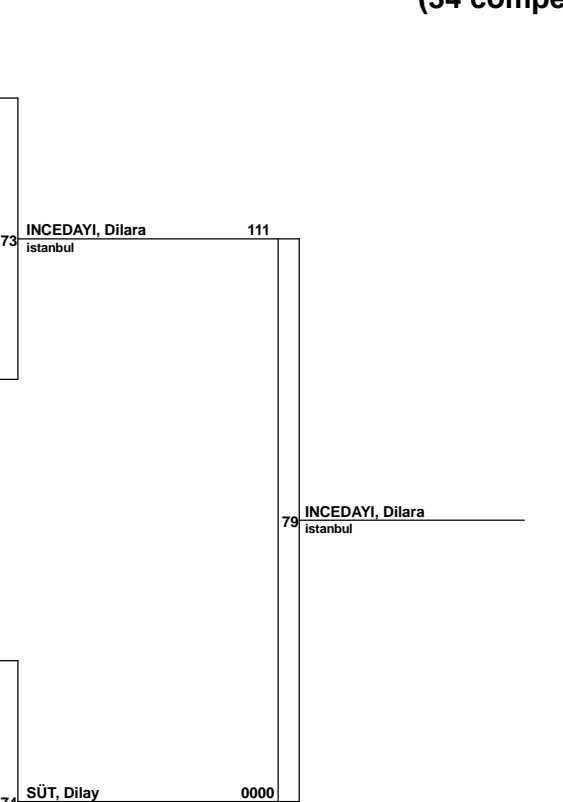 (34 compe
INCEDAYI, Dilara 111
73
istanbul
INCEDAYI, Dilara
79
istanbul
SÜT, Dilay 0000
74